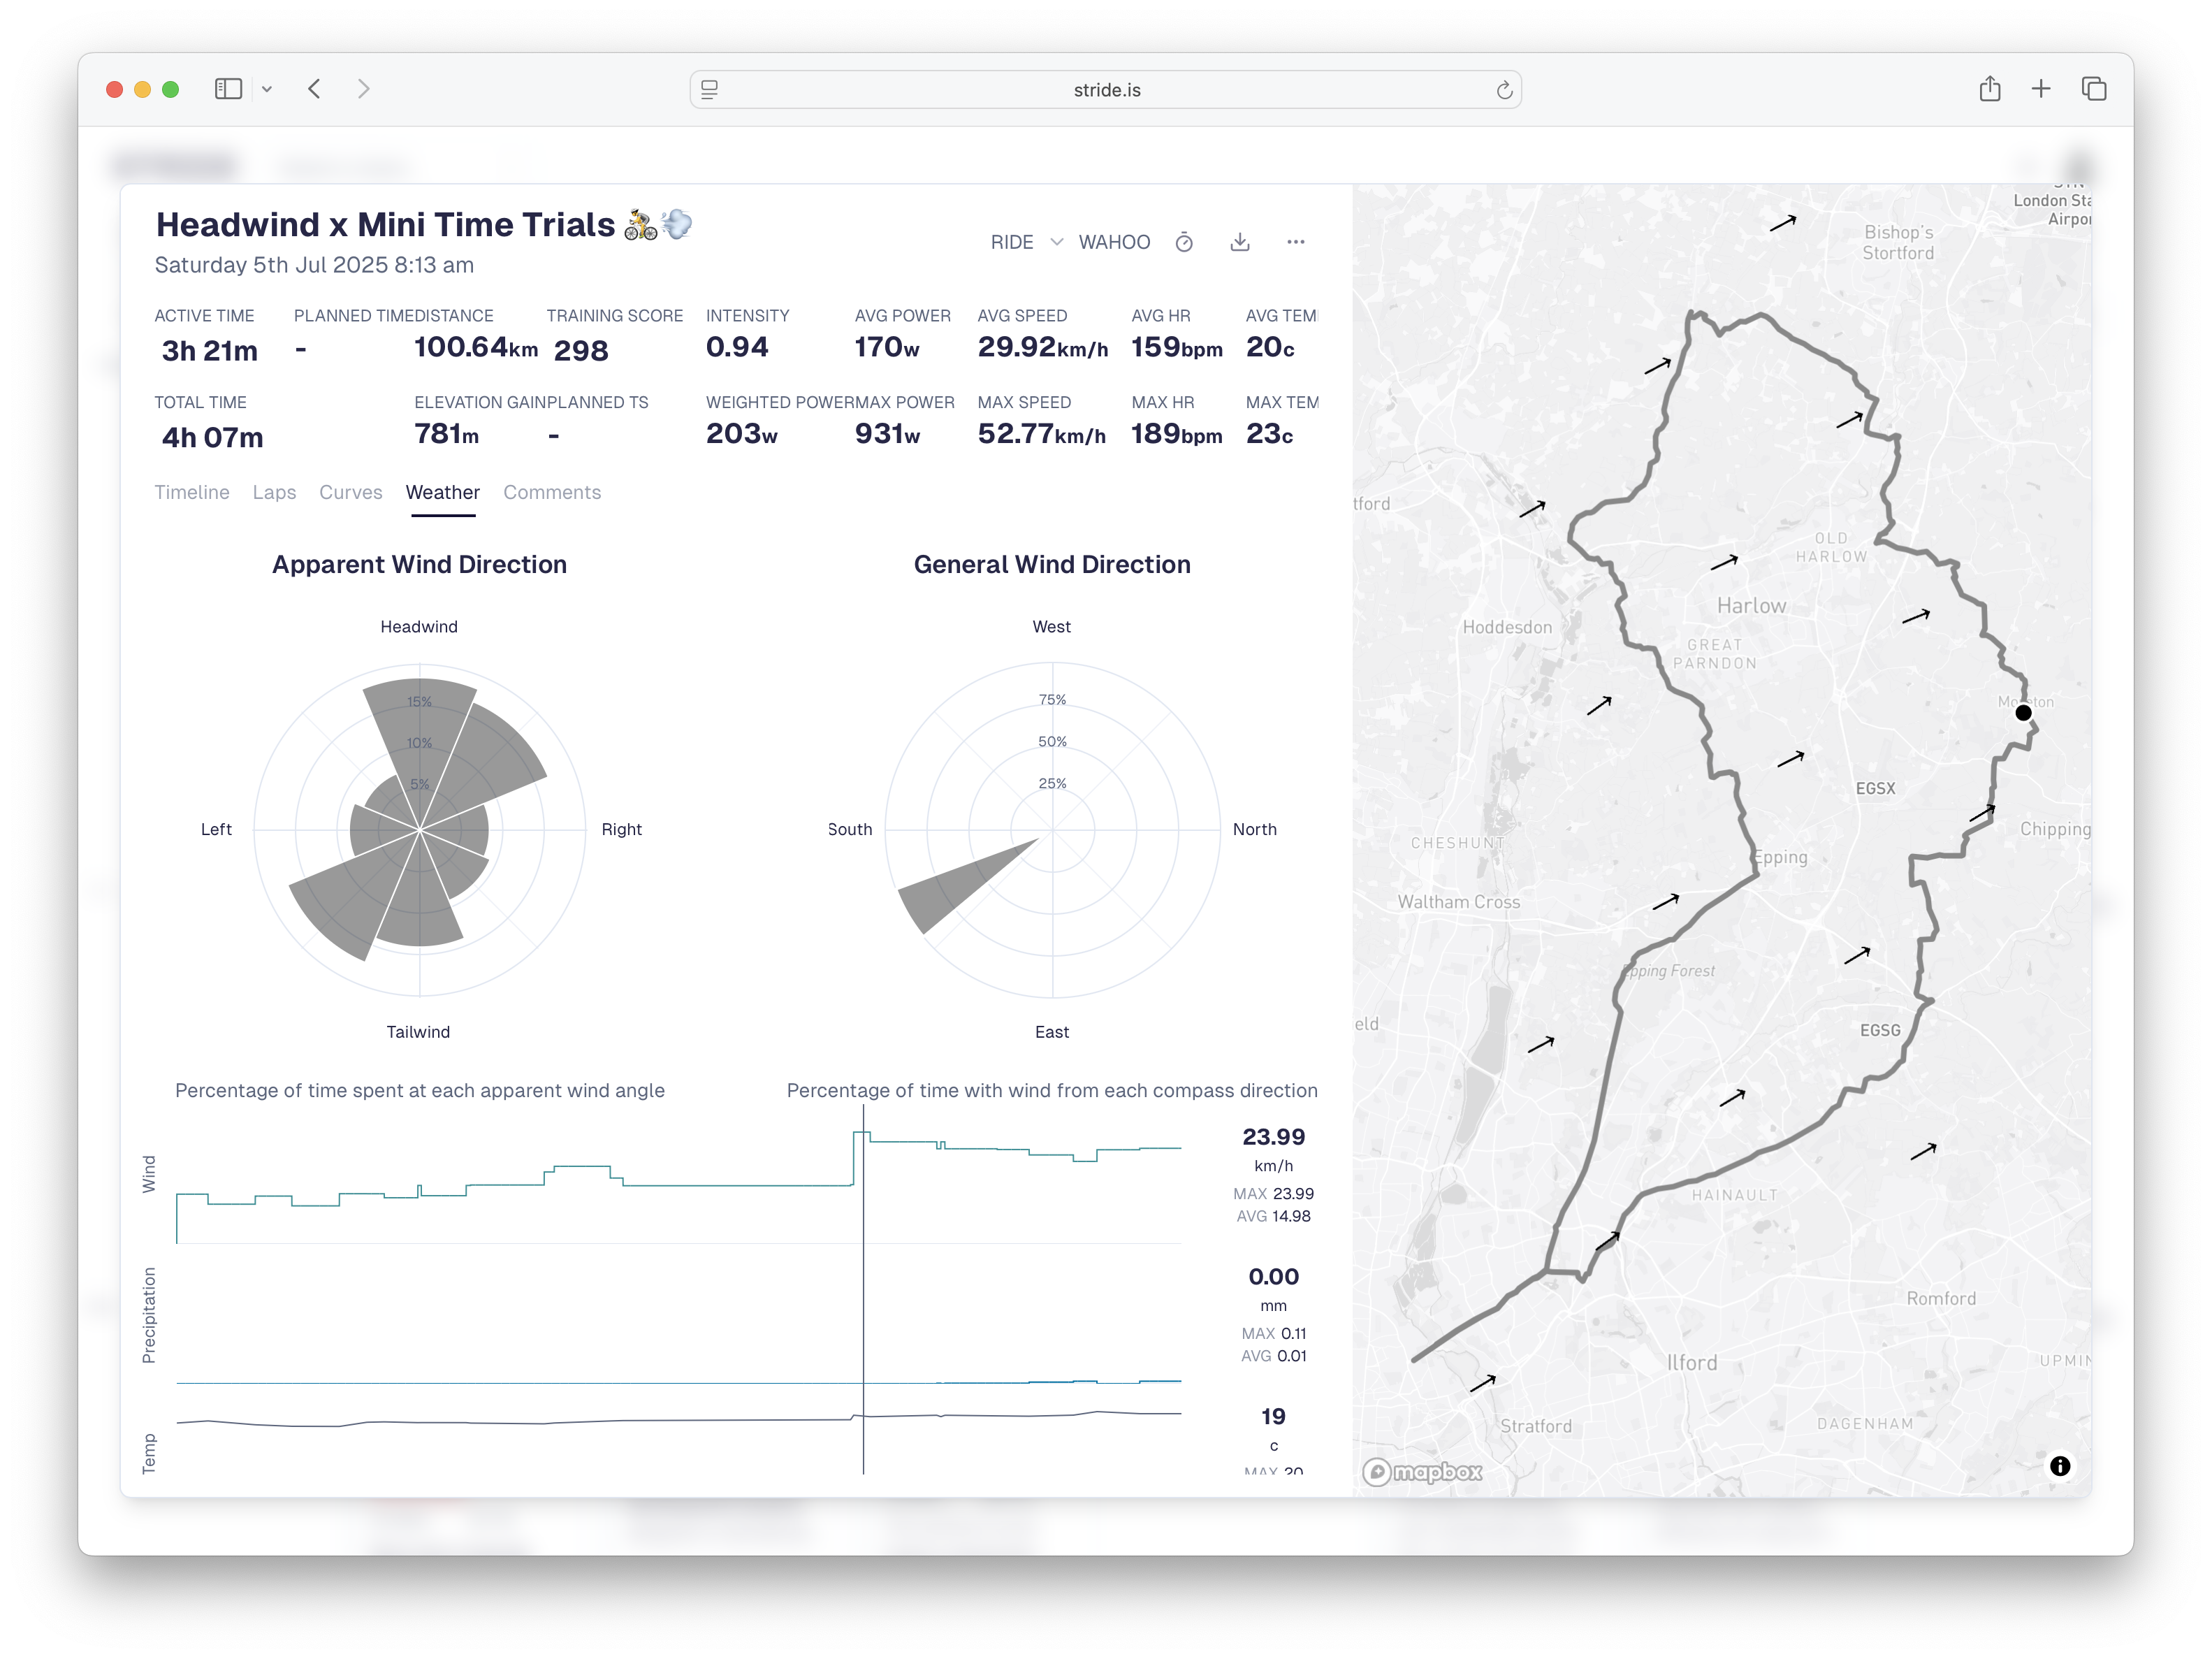 stride.is
Headwind x Mini Time Trials 🚴💨
Saturday 5th Jul 2025 8:13 am
RIDE WAHOO
ACTIVE TIME PLANNED TIME DISTANCE TRAINING SCORE INTENSITY AVG POWER AVG SPEED AVG HR AVG TEM
3h 21m - 100.64km 298 0.94 170w 29.92km/h 159bpm 20c
TOTAL TIME ELEVATION GAIN PLANNED TS WEIGHTED POWER MAX POWER MAX SPEED MAX HR MAX TEM
4h 07m 781m - 203w 931w 52.77km/h 189bpm 23c
Timeline Laps Curves Weather Comments
Apparent Wind Direction
Headwind
15%
10%
5%
Left
Right
Tailwind
Percentage of time spent at each apparent wind angle
General Wind Direction
West
75%
50%
25%
South
North
East
Percentage of time with wind from each compass direction
Wind
23.99
km/h
MAX 23.99
AVG 14.98
Precipitation
0.00
mm
MAX 0.11
AVG 0.01
Temp
19
c
MAX 20
London Sta
Airpor
Bishop's
Stortford
tford
OLD
HARLOW
Harlow
Hoddesdon
GREAT
PARNDON
EGSX
Chipping
CHESHUNT
Epping
Waltham Cross
Epping Forest
eld
EGSG
HAINAULT
Romford
Ilford
UPMIN
Stratford
DAGENHAM
mapbox